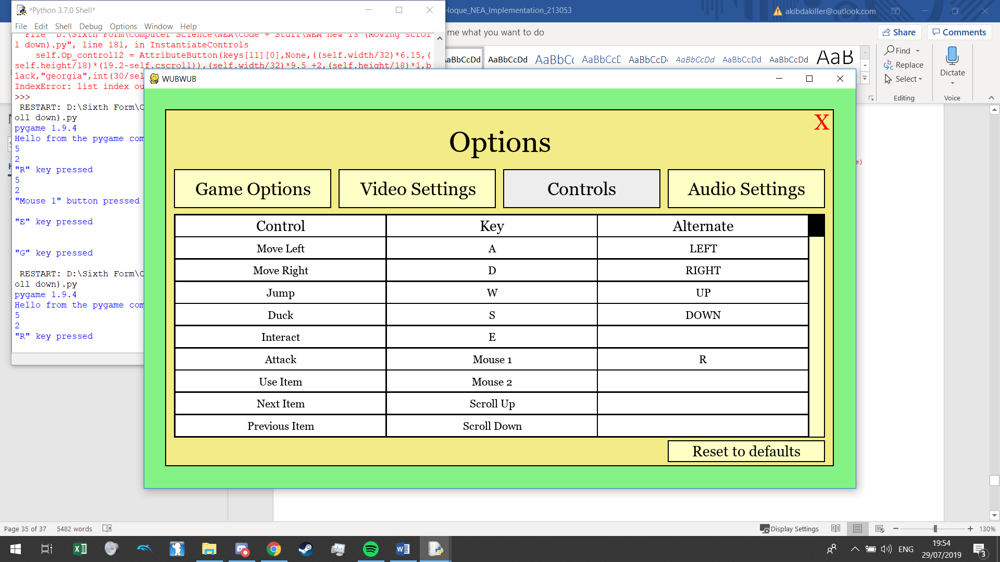 *Python 3.7.0 Shell*
File Edit Shell Debug Options Window Help
File "D:\Sixth Form\Computer Science\NEA\Code + Stuff\NEA new 13 (Moving scrol
l down).py", line 181, in InstantiateControls
self.Op_control12 = AttributeButton(keys[11][0],None,((self.width/32)*6.15,(
self.height/18)*(19.2-self.cscroll)),(self.width/32)*9.5 +2,(self.height/18)*1,b
lack,"georgia",int(30/sel
IndexError: list index ou
>>>
RESTART: D:\Sixth Form\C
oll down).py
pygame 1.9.4
Hello from the pygame com
5
2
"R" key pressed
5
2
"Mouse 1" button pressed
"E" key pressed
"G" key pressed
RESTART: D:\Sixth Form\C
oll down).py
pygame 1.9.4
Hello from the pygame com
5
2
"R" key pressed
Hoque_NEA_Implementation_213053
akibdakiller@outlook.com
me what you want to do
Share Comments
AaBbCcDd AaBbCcDd AaBbCc AaBbCcD AaBbCcDc AaBbCcDd AaBbCcDd AaBbCcDd AaB
Find
Replace
Select
Editing
Dictate
Voice
WUBWUB
X
Options
Game Options Video Settings Controls Audio Settings
Control Key Alternate
Move Left A LEFT
Move Right D RIGHT
Jump W UP
Duck S DOWN
Interact E
Attack Mouse 1 R
Use Item Mouse 2
Next Item Scroll Up
Previous Item Scroll Down
Reset to defaults
Page 35 of 37 5482 words
Display Settings
130%
ENG
19:54
29/07/2019
3